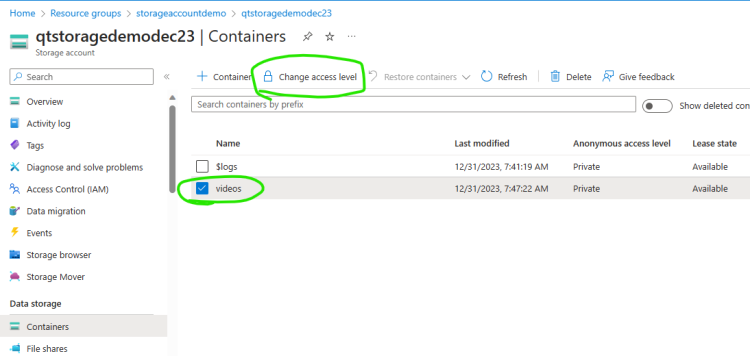 Home > Resource groups > storageaccountdemo > qtstoragedemodec23
qtstoragedemodec23 | Containers
Storage account
Search
+ Container Change access level Restore containers Refresh Delete Give feedback
Search containers by prefix
Show deleted con
Overview
Activity log
Tags
Diagnose and solve problems
Access Control (IAM)
Data migration
Events
Storage browser
Storage Mover
Data storage
Containers
File shares
Name Last modified Anonymous access level Lease state
$logs 12/31/2023, 7:41:19 AM Private Available
videos 12/31/2023, 7:47:22 AM Private Available